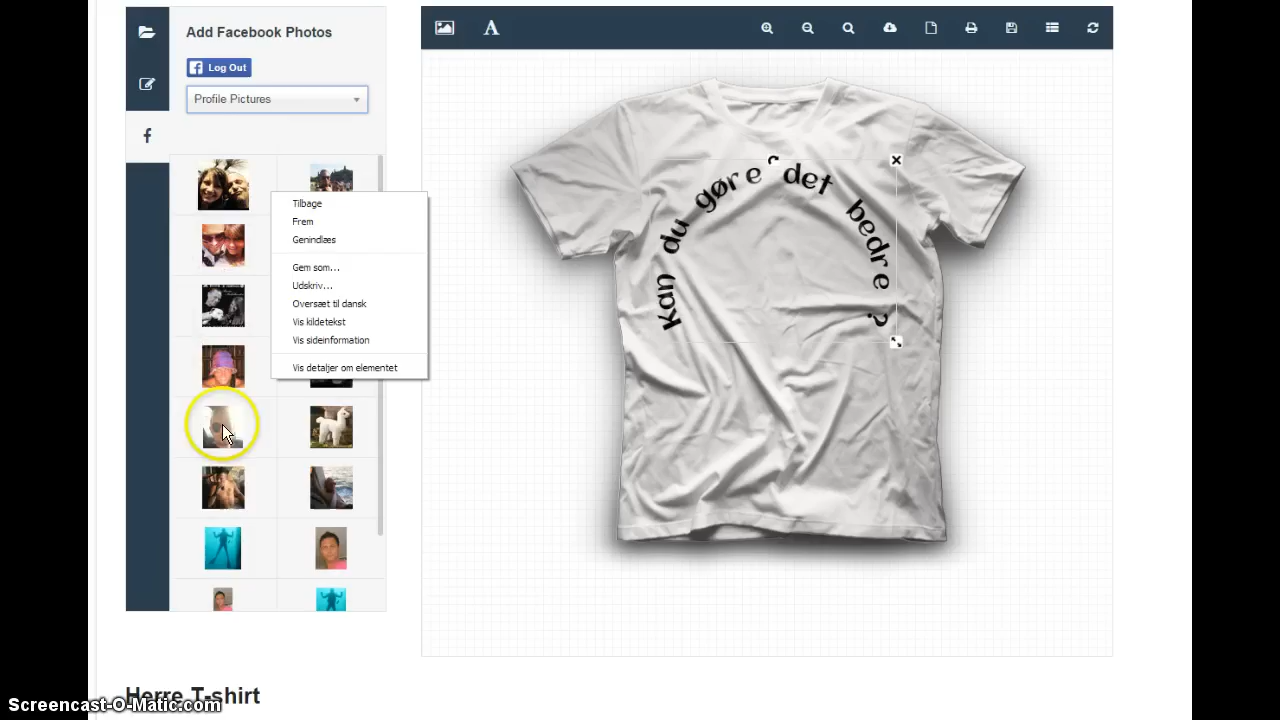 Add Facebook Photos
Log Out
Profile Pictures
Tilbage
Frem
Genindlæs
Gem som...
Udskriv...
Oversæt til dansk
Vis kildetekst
Vis sideinformation
Vis detaljer om elementet
A
Kan du gøre det bedre ?
Herre T-shirt
Screencast-O-Matic.com